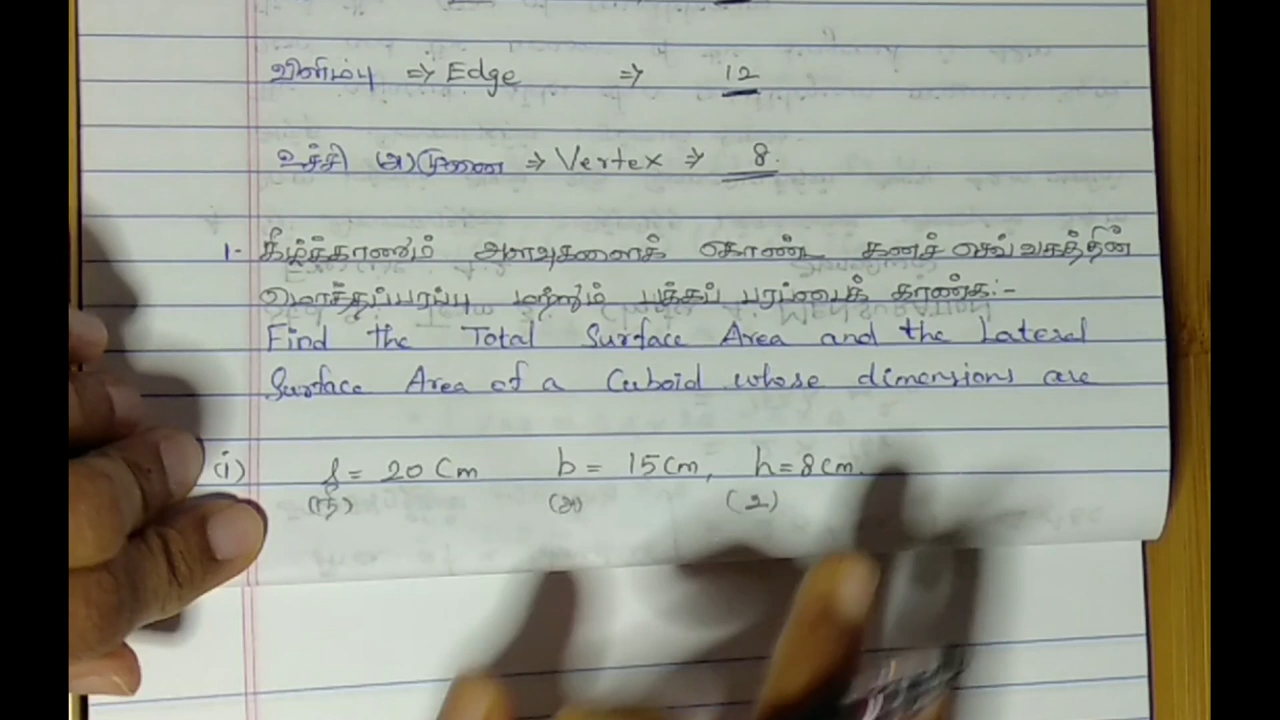 விளிம்பு => Edge => 12
உச்சி (அ) முனை => Vertex => 8.
1. கீழ்க்காணும் அளவுகளைக் கொண்ட கனச் செவ்வகத்தின்
மொத்தப்பரப்பு மற்றும் பக்கப் பரப்பைக் காண்க:-
Find the Total Surface Area and the Lateral
Surface Area of a Cuboid whose dimensions are
(i) l = 20 Cm b = 15 Cm, h = 8 cm.
(நீ) (அ) (உ)